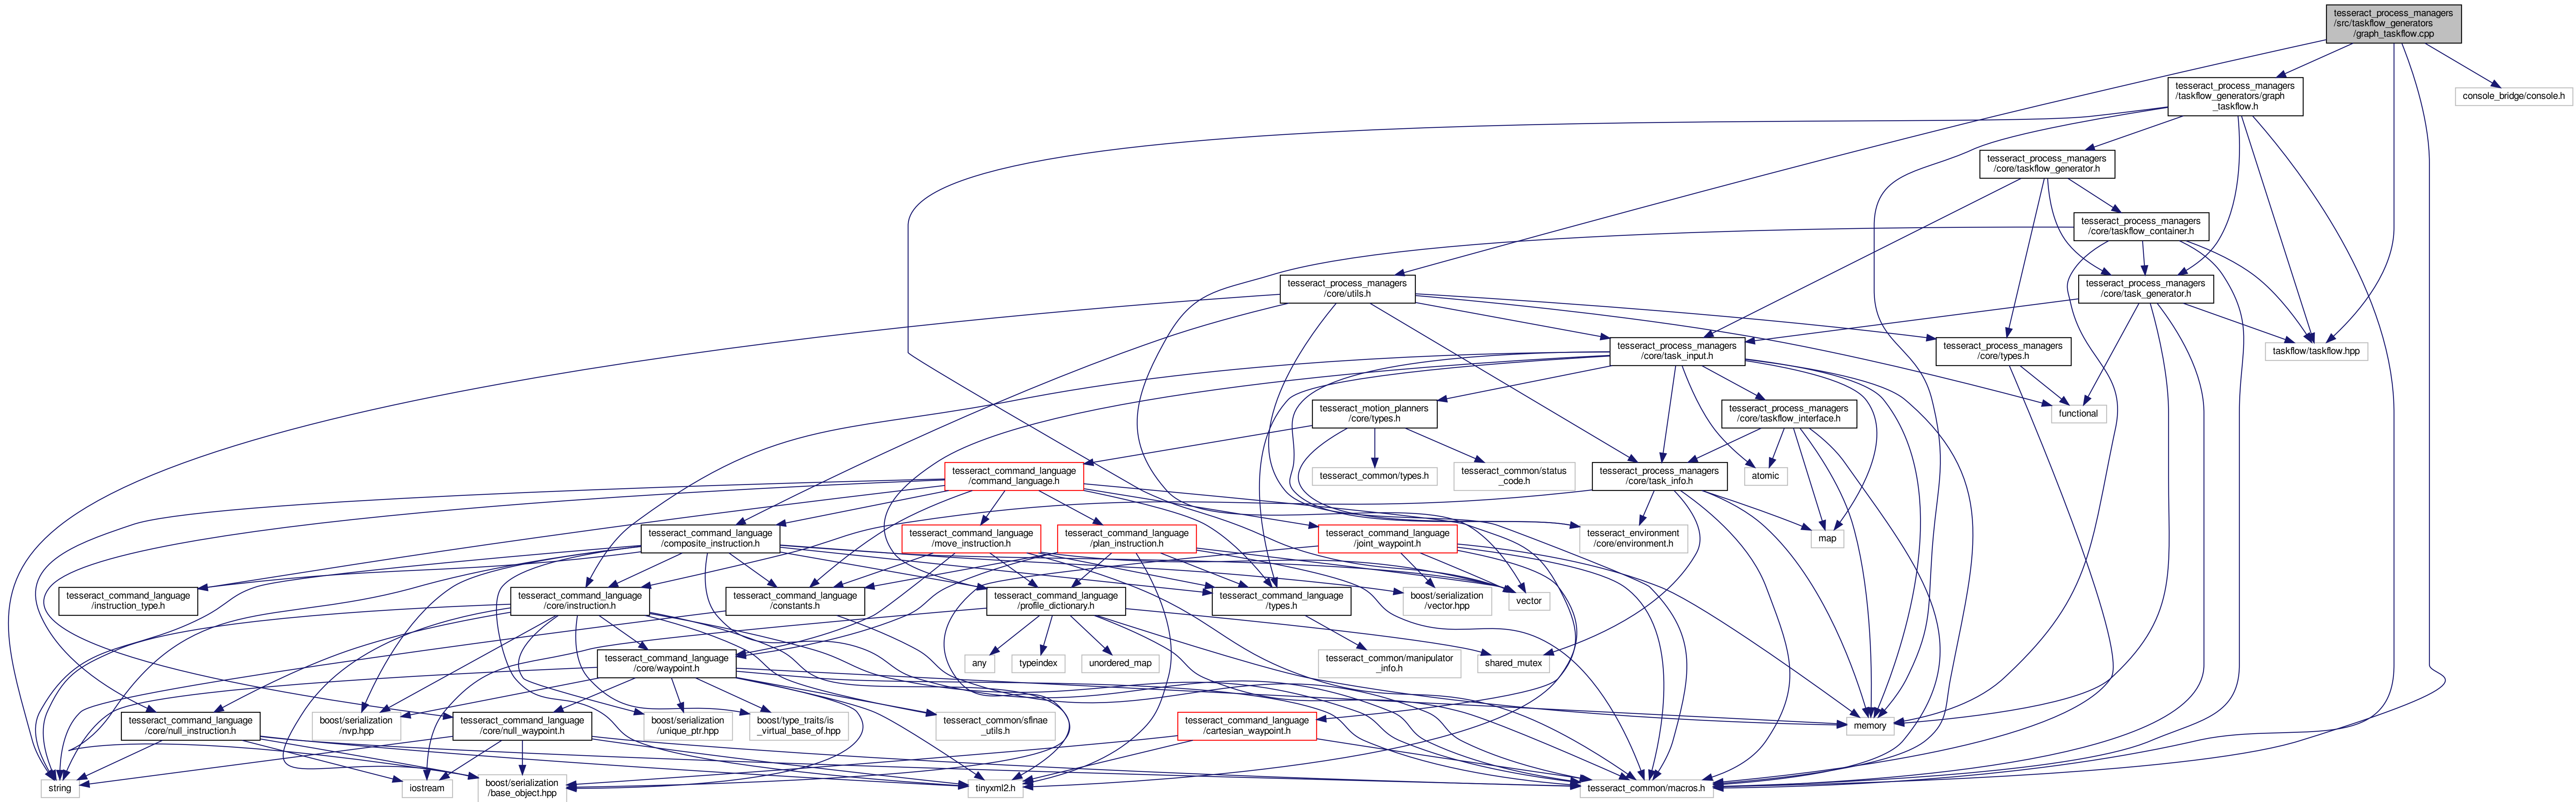 tesseract_process_managers
/src/taskflow_generators
/graph_taskflow.cpp
tesseract_process_managers
/taskflow_generators/graph
_taskflow.h
console_bridge/console.h
tesseract_process_managers
/core/taskflow_generator.h
tesseract_process_managers
/core/taskflow_container.h
tesseract_process_managers
/core/utils.h
tesseract_process_managers
/core/task_generator.h
tesseract_process_managers
/core/task_input.h
tesseract_process_managers
/core/types.h
taskflow/taskflow.hpp
tesseract_motion_planners
/core/types.h
tesseract_process_managers
/core/taskflow_interface.h
functional
tesseract_command_language
/command_language.h
tesseract_common/types.h
tesseract_common/status
_code.h
tesseract_process_managers
/core/task_info.h
atomic
tesseract_command_language
/composite_instruction.h
tesseract_command_language
/move_instruction.h
tesseract_command_language
/plan_instruction.h
tesseract_command_language
/joint_waypoint.h
tesseract_environment
/core/environment.h
map
tesseract_command_language
/instruction_type.h
tesseract_command_language
/core/instruction.h
tesseract_command_language
/constants.h
tesseract_command_language
/profile_dictionary.h
tesseract_command_language
/types.h
boost/serialization
/vector.hpp
vector
tesseract_command_language
/core/waypoint.h
any
typeindex
unordered_map
tesseract_common/manipulator
_info.h
shared_mutex
tesseract_command_language
/core/null_instruction.h
boost/serialization
/nvp.hpp
tesseract_command_language
/core/null_waypoint.h
boost/serialization
/unique_ptr.hpp
boost/type_traits/is
_virtual_base_of.hpp
tesseract_common/sfinae
_utils.h
tesseract_command_language
/cartesian_waypoint.h
memory
string
iostream
boost/serialization
/base_object.hpp
tinyxml2.h
tesseract_common/macros.h